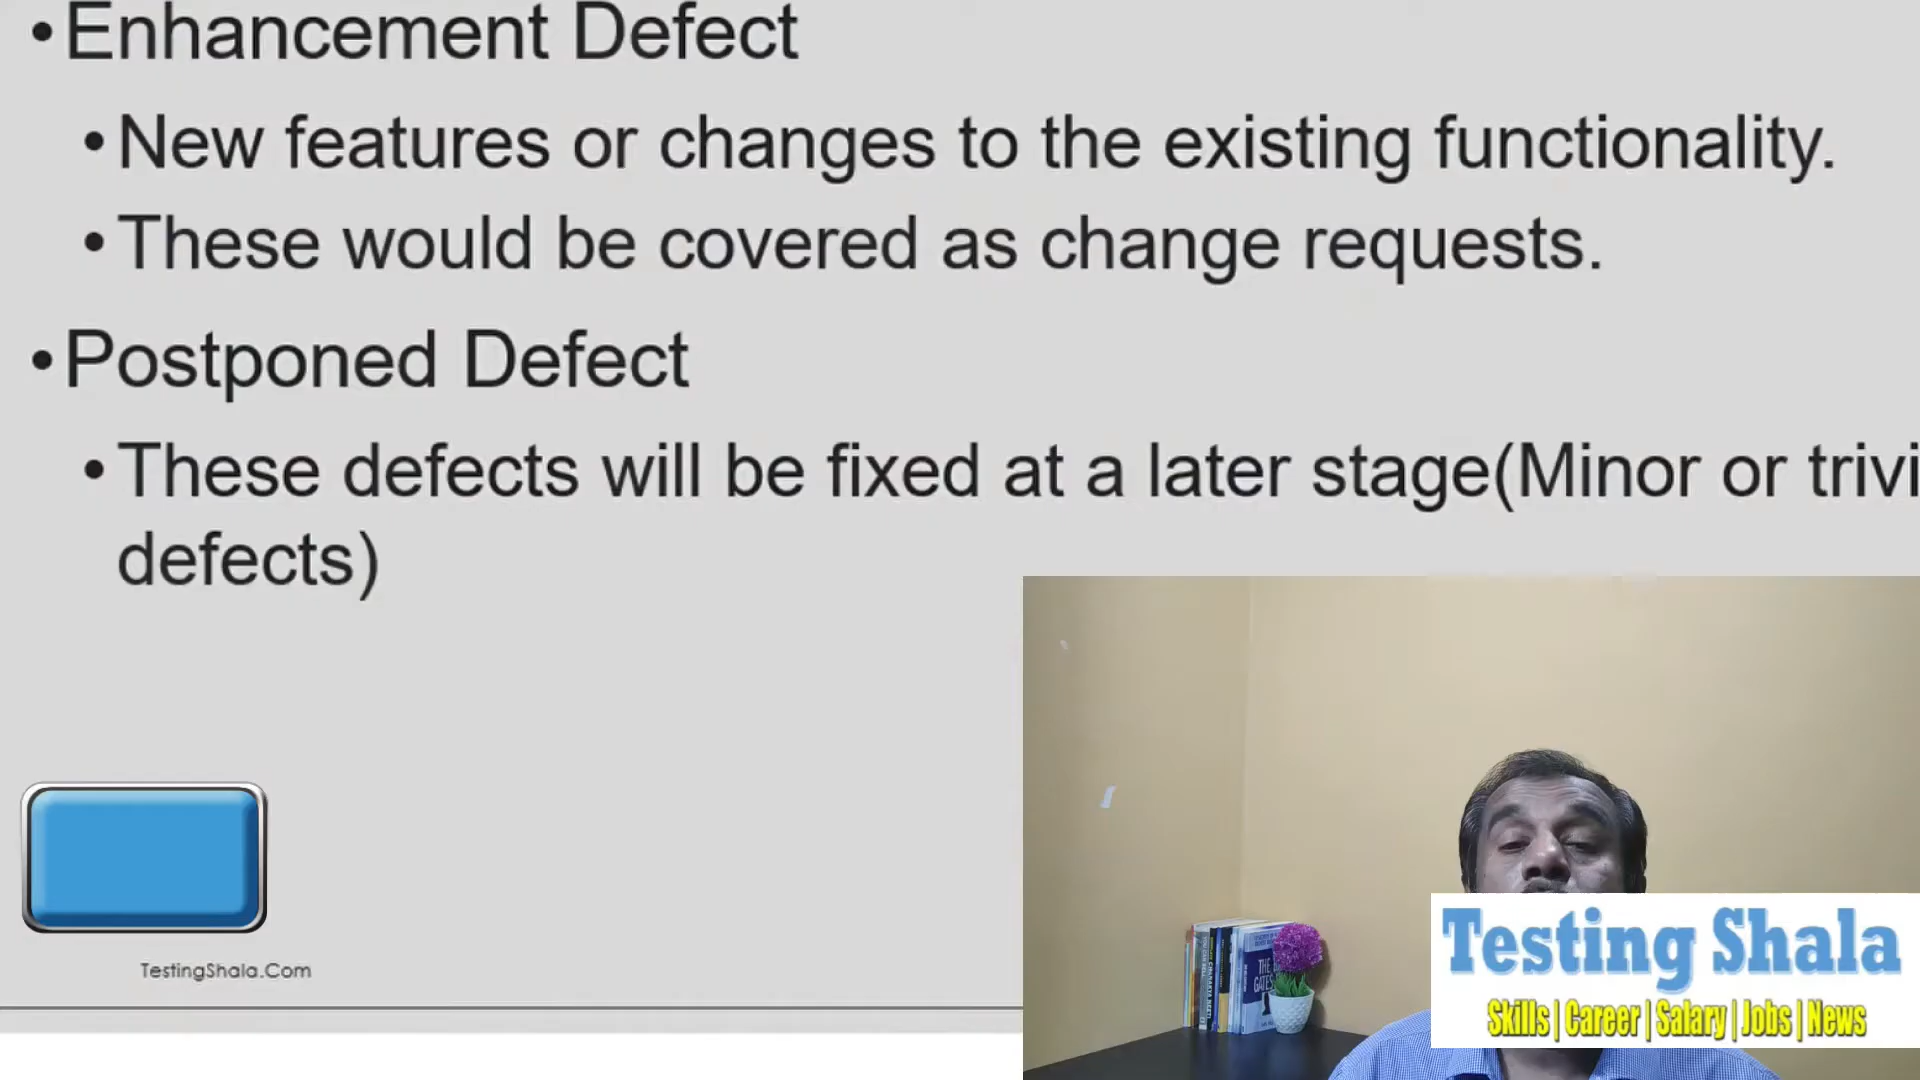 •Enhancement Defect
•New features or changes to the existing functionality.
•These would be covered as change requests.
•Postponed Defect
•These defects will be fixed at a later stage(Minor or trivi
defects)
TestingShala.Com
Testing Shala
Skills | Career | Salary | Jobs | News